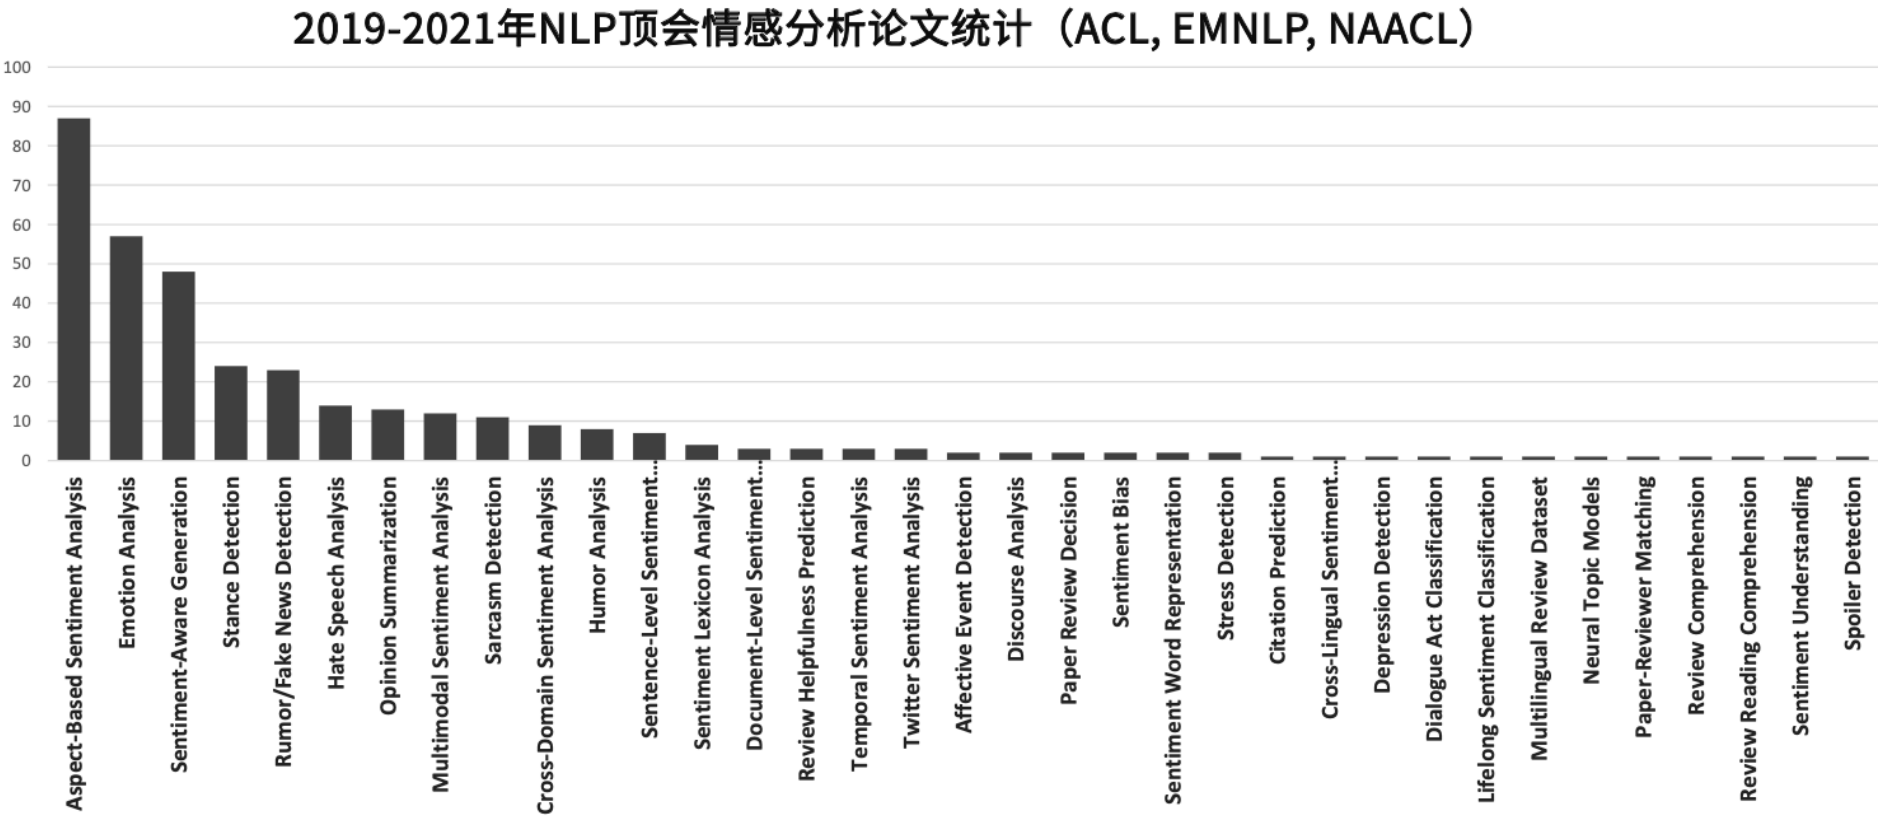 2019-2021年NLP顶会情感分析论文统计（ACL, EMNLP, NAACL）
100
90
80
70
60
50
40
30
20
10
0
Aspect-Based Sentiment Analysis
Emotion Analysis
Sentiment-Aware Generation
Stance Detection
Rumor/Fake News Detection
Hate Speech Analysis
Opinion Summarization
Multimodal Sentiment Analysis
Sarcasm Detection
Cross-Domain Sentiment Analysis
Humor Analysis
Sentence-Level Sentiment...
Sentiment Lexicon Analysis
Document-Level Sentiment...
Review Helpfulness Prediction
Temporal Sentiment Analysis
Twitter Sentiment Analysis
Affective Event Detection
Discourse Analysis
Paper Review Decision
Sentiment Bias
Sentiment Word Representation
Stress Detection
Citation Prediction
Cross-Lingual Sentiment...
Depression Detection
Dialogue Act Classification
Lifelong Sentiment Classification
Multilingual Review Dataset
Neural Topic Models
Paper-Reviewer Matching
Review Comprehension
Review Reading Comprehension
Sentiment Understanding
Spoiler Detection